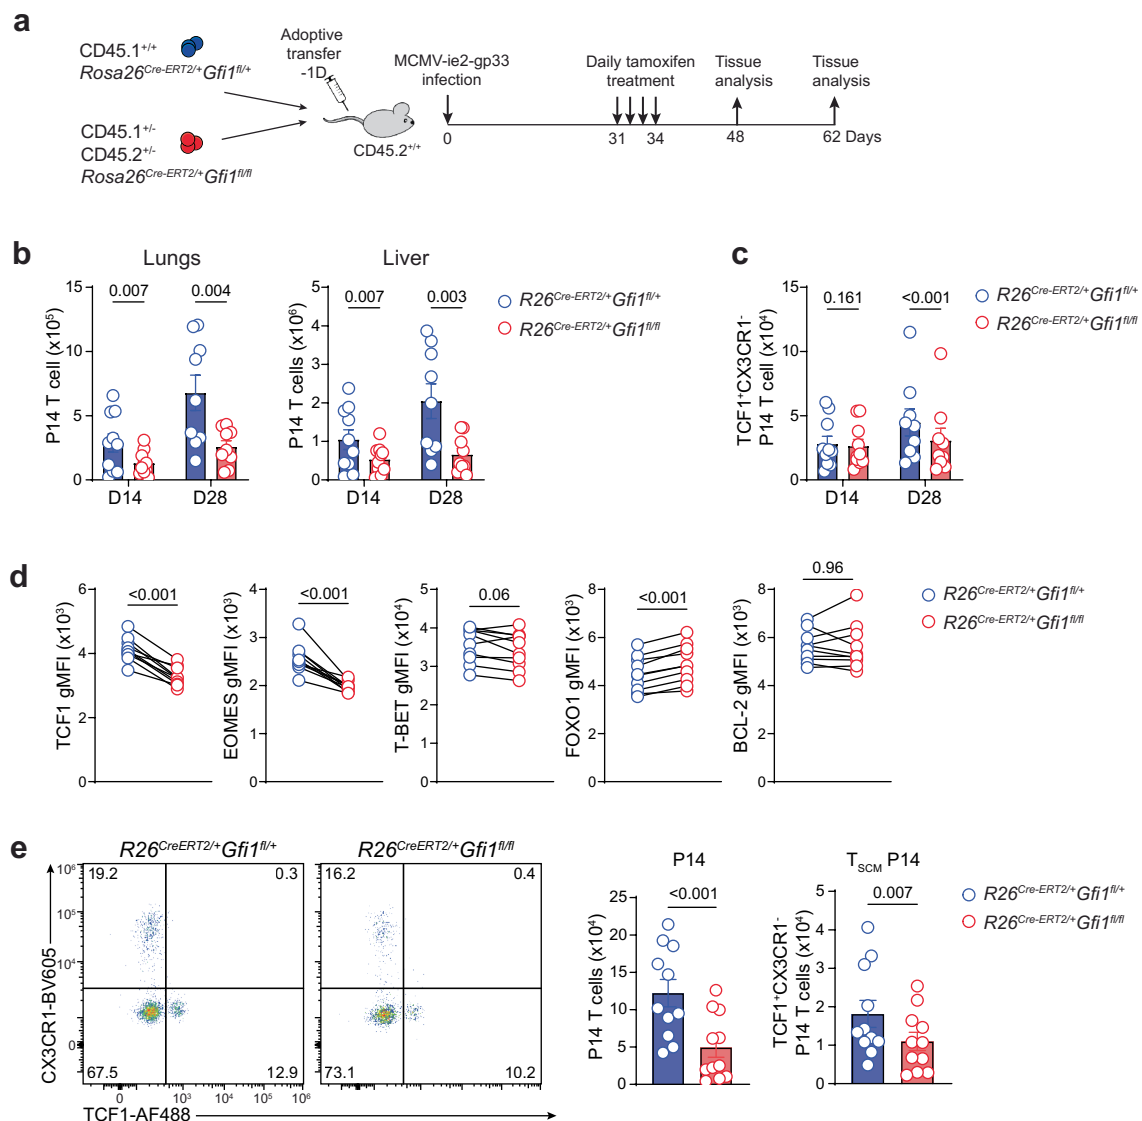 a
CD45.1+/+
Rosa26Cre-ERT2/+Gfi1fl/+
CD45.1+/-
CD45.2+/-
Rosa26Cre-ERT2/+Gfi1fl/fl
Adoptive
transfer
-1D
CD45.2+/+
MCMV-ie2-gp33
infection
Daily tamoxifen
treatment
Tissue
analysis
Tissue
analysis
0
31
34
48
62 Days
b
Lungs
P14 T cell (x10⁵)
15
10
5
0
0.007
0.004
D14
D28
Liver
P14 T cells (x10⁶)
5
4
3
2
1
0
0.007
0.003
D14
D28
R26Cre-ERT2/+Gfi1fl/+
R26Cre-ERT2/+Gfi1fl/fl
c
TCF1+CX3CR1-
P14 T cell (x10⁴)
15
10
5
0
0.161
<0.001
D14
D28
R26Cre-ERT2/+Gfi1fl/+
R26Cre-ERT2/+Gfi1fl/fl
d
TCF1 gMFI (x10³)
6
4
2
0
<0.001
EOMES gMFI (x10³)
4
3
2
1
0
<0.001
T-BET gMFI (x10⁴)
5
4
3
2
1
0
0.06
FOXO1 gMFI (x10³)
8
6
4
2
0
<0.001
BCL-2 gMFI (x10³)
8
6
4
2
0
0.96
R26Cre-ERT2/+Gfi1fl/+
R26Cre-ERT2/+Gfi1fl/fl
e
R26CreERT2/+Gfi1fl/+
R26CreERT2/+Gfi1fl/fl
CX3CR1-BV605
10⁶
10⁵
10⁴
0
19.2
0.3
67.5
12.9
0
10³
10⁴
10⁵
10⁶
16.2
0.4
73.1
10.2
0
10³
10⁴
10⁵
10⁶
TCF1-AF488
P14
P14 T cells (x10⁴)
25
20
15
10
5
0
<0.001
TSCM P14
TCF1+CX3CR1-
P14 T cells (x10⁴)
5
4
3
2
1
0
0.007
R26Cre-ERT2/+Gfi1fl/+
R26Cre-ERT2/+Gfi1fl/fl